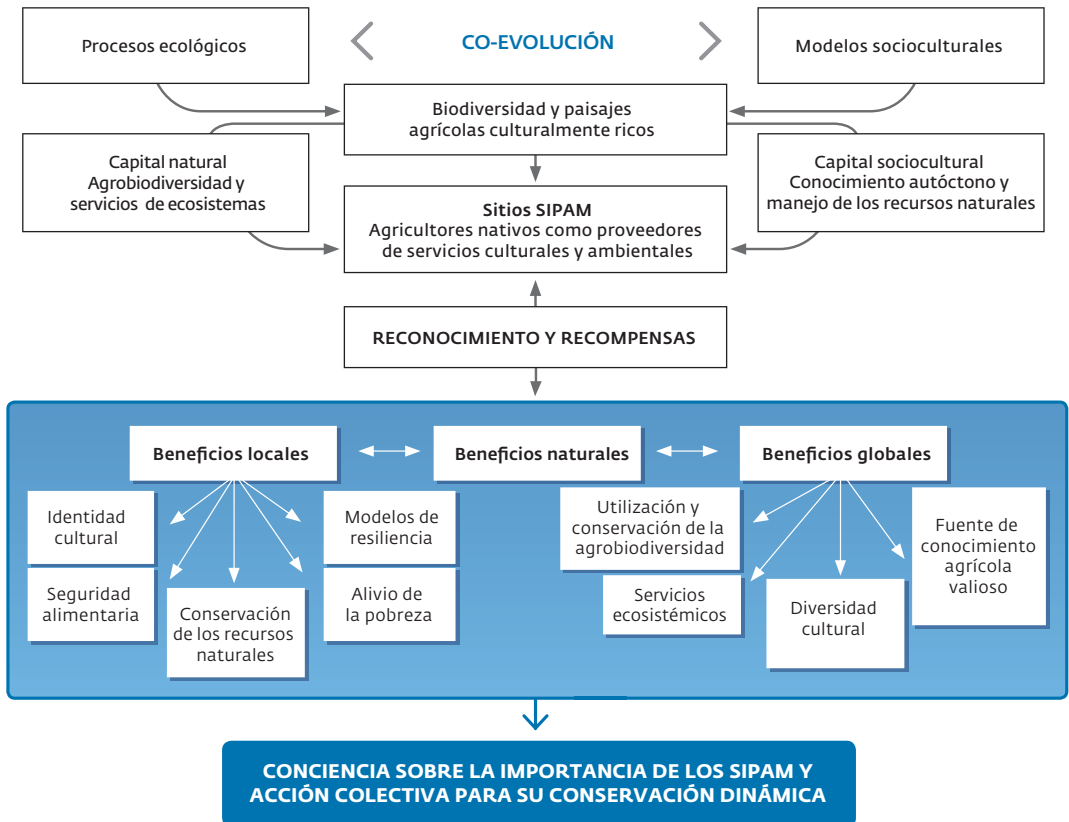 Procesos ecológicos
CO-EVOLUCIÓN
Modelos socioculturales
Biodiversidad y paisajes
agrícolas culturalmente ricos
Capital natural
Agrobiodiversidad y
servicios de ecosistemas
Capital sociocultural
Conocimiento autóctono y
manejo de los recursos naturales
Sitios SIPAM
Agricultores nativos como proveedores
de servicios culturales y ambientales
RECONOCIMIENTO Y RECOMPENSAS
Beneficios locales
Beneficios naturales
Beneficios globales
Identidad
cultural
Modelos de
resiliencia
Seguridad
alimentaria
Conservación
de los recursos
naturales
Alivio de
la pobreza
Utilización y
conservación de la
agrobiodiversidad
Servicios
ecosistémicos
Diversidad
cultural
Fuente de
conocimiento
agrícola
valioso
CONCIENCIA SOBRE LA IMPORTANCIA DE LOS SIPAM Y
ACCIÓN COLECTIVA PARA SU CONSERVACIÓN DINÁMICA